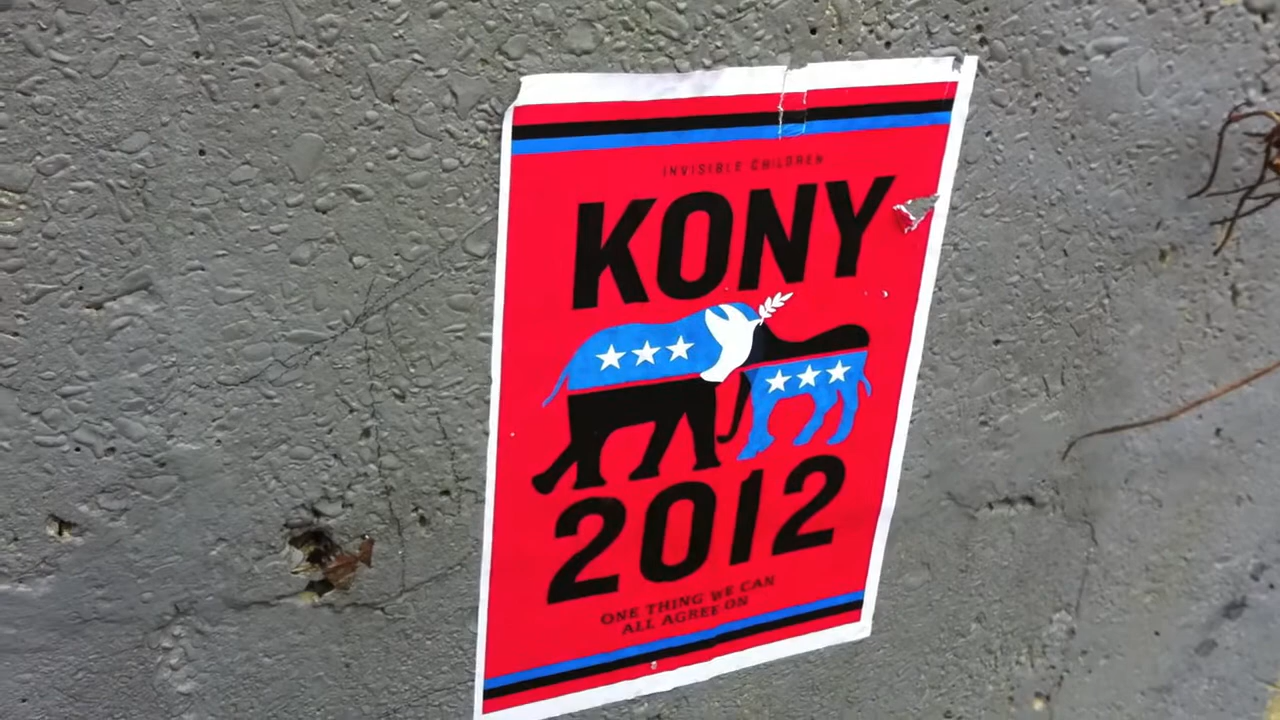 INVISIBLE CHILDREN
KONY
2012
ONE THING WE CAN
ALL AGREE ON